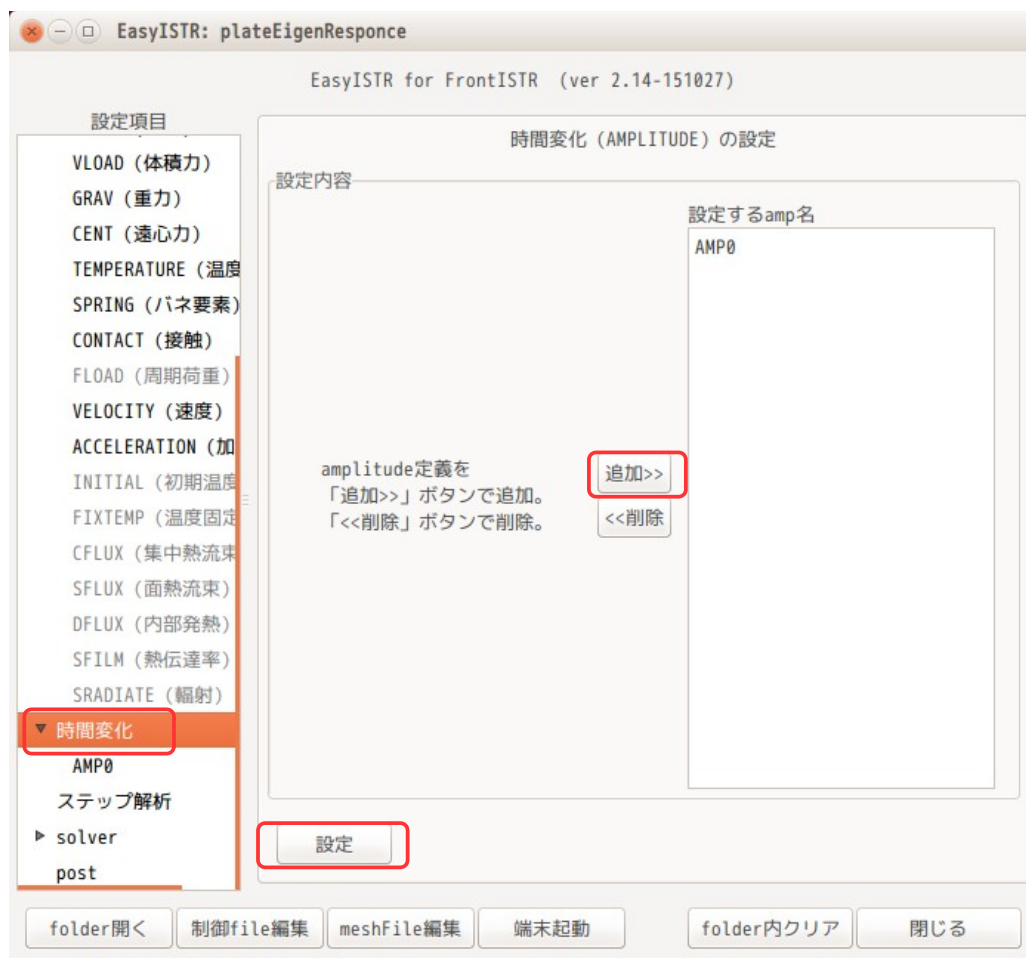 EasyISTR: plateEigenResponce
EasyISTR for FrontISTR (ver 2.14-151027)
設定項目
VLOAD (体積力)
GRAV (重力)
CENT (遠心力)
TEMPERATURE (温度
SPRING (バネ要素)
CONTACT (接触)
FLOAD (周期荷重)
VELOCITY (速度)
ACCELERATION (加
INITIAL (初期温度
FIXTEMP (温度固定
CFLUX (集中熱流束
SFLUX (面熱流束)
DFLUX (内部発熱)
SFILM (熱伝達率)
SRADIATE (輻射)
時間変化
AMP0
ステップ解析
solver
post
時間変化 (AMPLITUDE) の設定
設定内容
設定するamp名
AMP0
amplitude定義を
「追加>>」ボタンで追加。
「<<削除」ボタンで削除。
追加>>
<<削除
設定
folder開く 制御file編集 meshFile編集 端末起動 folder内クリア 閉じる